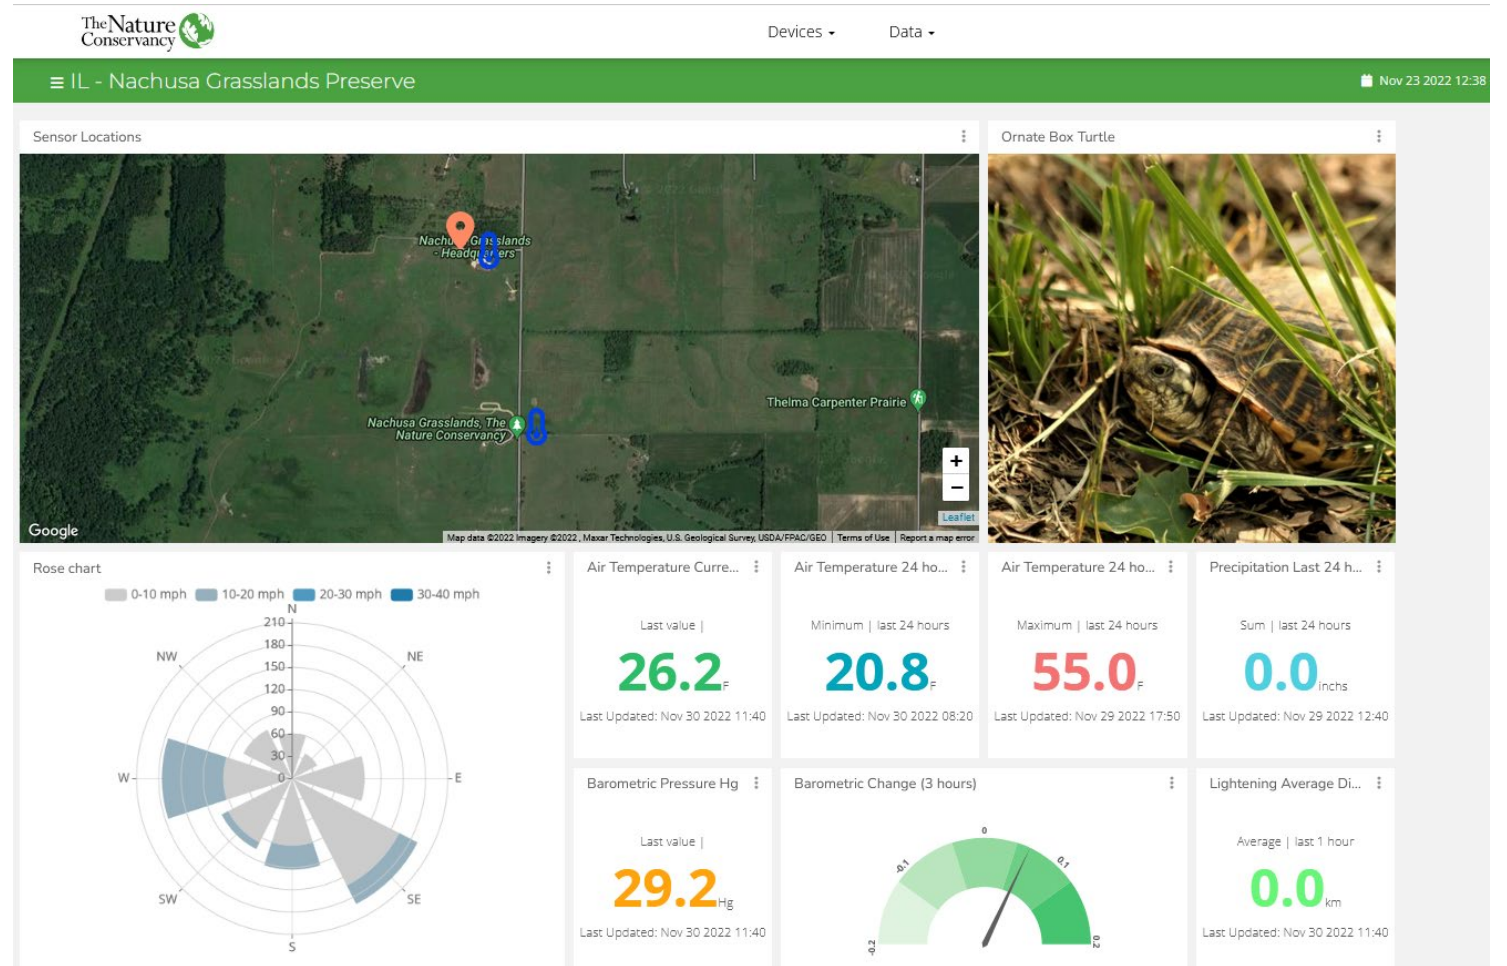 The Nature
Conservancy
Devices
Data
IL - Nachusa Grasslands Preserve
Nov 23 2022 12:38
Sensor Locations
Nachusa Grasslands
- Headquarters
Thelma Carpenter Prairie
Nachusa Grasslands, The
Nature Conservancy
+
−
Leaflet
Google
Map data ©2022 Imagery ©2022 , Maxar Technologies, U.S. Geological Survey, USDA/FPAC/GEO
Terms of Use
Report a map error
Ornate Box Turtle
Rose chart
0-10 mph
10-20 mph
20-30 mph
30-40 mph
N
210
180
150
120
90
60
30
0
NW
NE
W
E
SW
SE
S
Air Temperature Curre...
Last value |
26.2 F
Last Updated: Nov 30 2022 11:40
Air Temperature 24 ho...
Minimum | last 24 hours
20.8 F
Last Updated: Nov 30 2022 08:20
Air Temperature 24 ho...
Maximum | last 24 hours
55.0 F
Last Updated: Nov 29 2022 17:50
Precipitation Last 24 h...
Sum | last 24 hours
0.0 inchs
Last Updated: Nov 29 2022 12:40
Barometric Pressure Hg
Last value |
29.2 Hg
Last Updated: Nov 30 2022 11:40
Barometric Change (3 hours)
-0.2
-0.1
0
0.1
0.2
Lightening Average Di...
Average | last 1 hour
0.0 km
Last Updated: Nov 30 2022 11:40